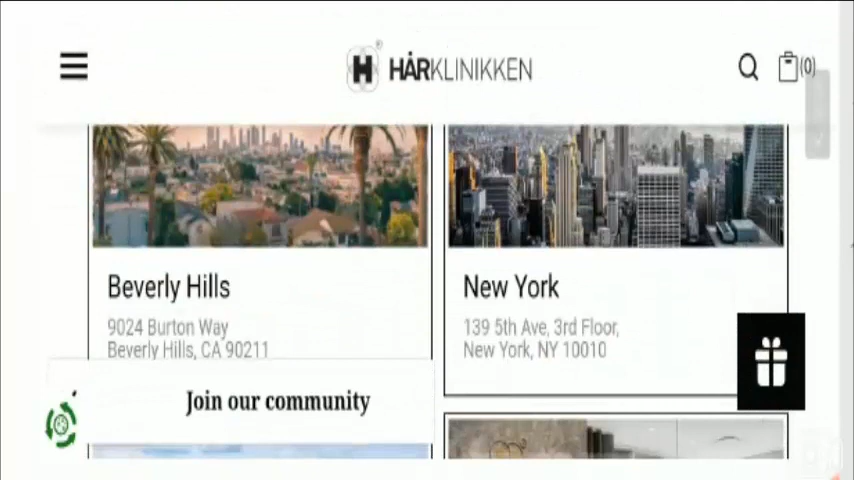 HÅRKLINIKKEN
(0)
Beverly Hills
9024 Burton Way
Beverly Hills, CA 90211
New York
139 5th Ave, 3rd Floor,
New York, NY 10010
Join our community